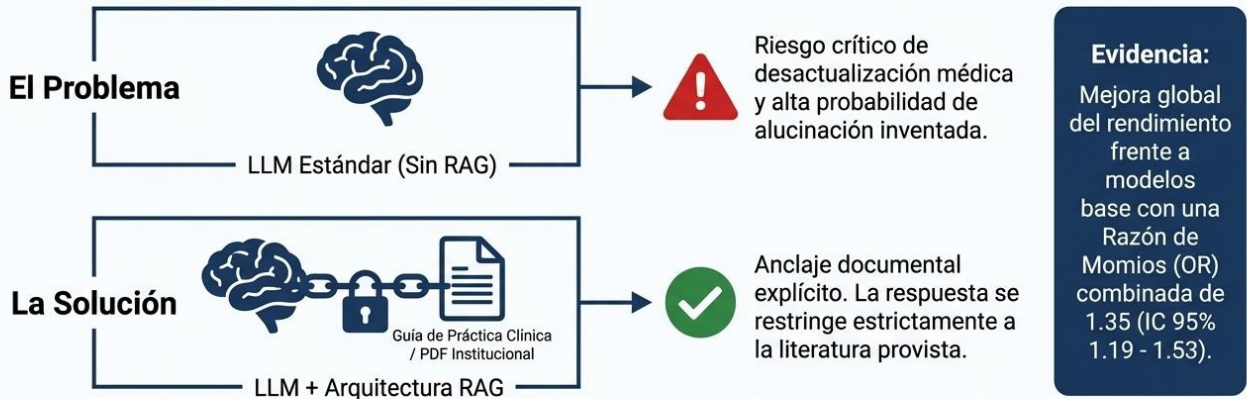 El Problema
LLM Estándar (Sin RAG)
Riesgo crítico de
desactualización médica
y alta probabilidad de
alucinación inventada.
La Solución
Guía de Práctica Clinica
/ PDF Institucional
LLM + Arquitectura RAG
Anclaje documental
explícito. La respuesta se
restringe estrictamente a
la literatura provista.
Evidencia:
Mejora global
del rendimiento
frente a
modelos
base con una
Razón de
Momios (OR)
combinada de
1.35 (IC 95%
1.19 - 1.53).